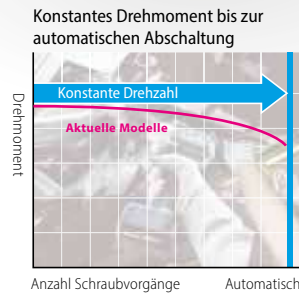 Konstantes Drehmoment bis zur
automatischen Abschaltung
Konstante Drehzahl
Aktuelle Modelle
Drehmoment
Anzahl Schraubvorgänge
Automatisch